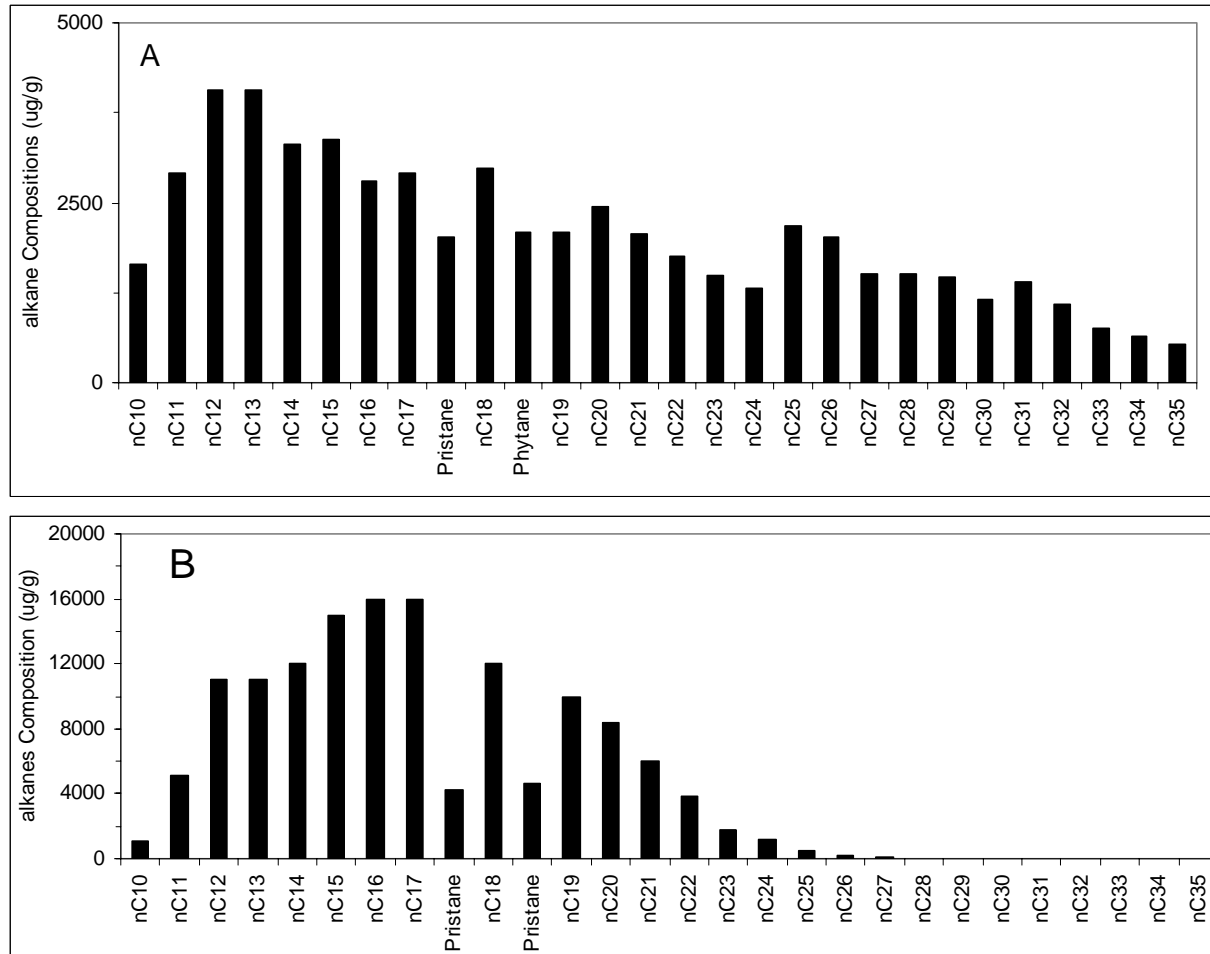 A
alkane Compositions (ug/g)
5000
2500
0
nC10
nC11
nC12
nC13
nC14
nC15
nC16
nC17
Pristane
nC18
Phytane
nC19
nC20
nC21
nC22
nC23
nC24
nC25
nC26
nC27
nC28
nC29
nC30
nC31
nC32
nC33
nC34
nC35
B
alkanes Composition (ug/g)
20000
16000
12000
8000
4000
0
nC10
nC11
nC12
nC13
nC14
nC15
nC16
nC17
Pristane
nC18
Pristane
nC19
nC20
nC21
nC22
nC23
nC24
nC25
nC26
nC27
nC28
nC29
nC30
nC31
nC32
nC33
nC34
nC35